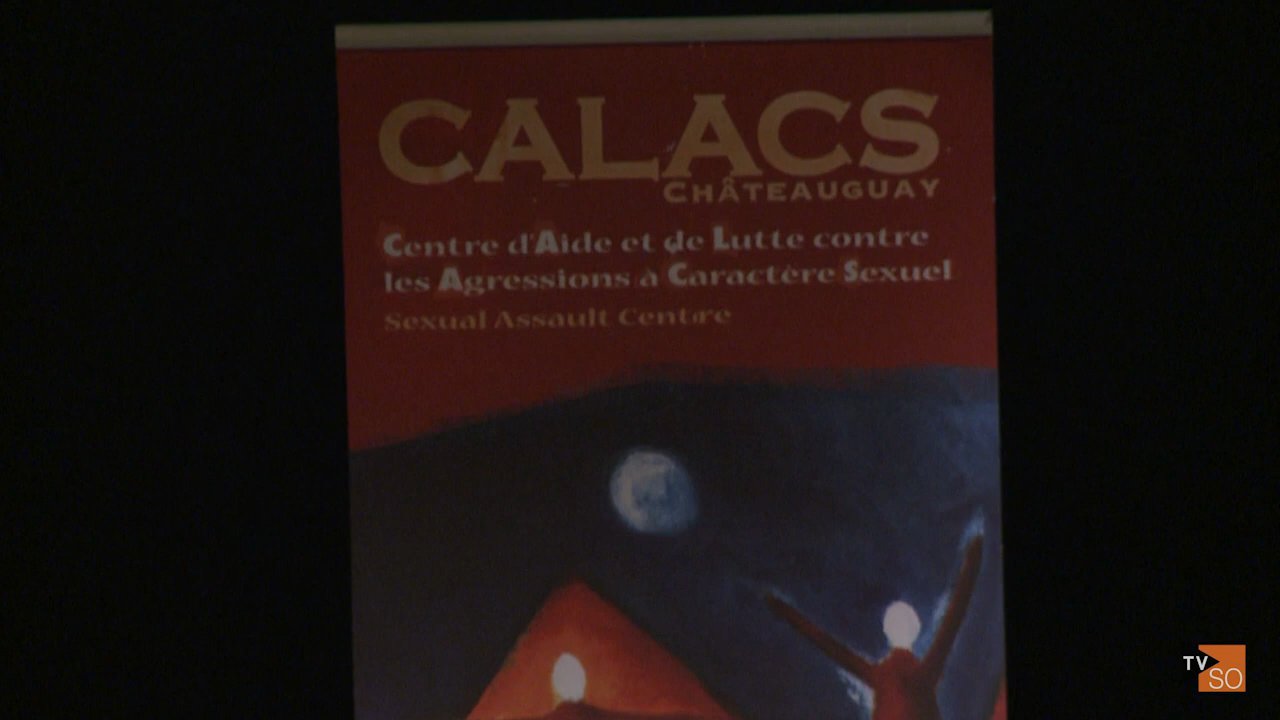 CALACS
CHÂTEAUGUAY
Centre d'Aide et de Lutte contre
les Agressions à Caractère Sexuel
Sexual Assault Centre
TV
SO